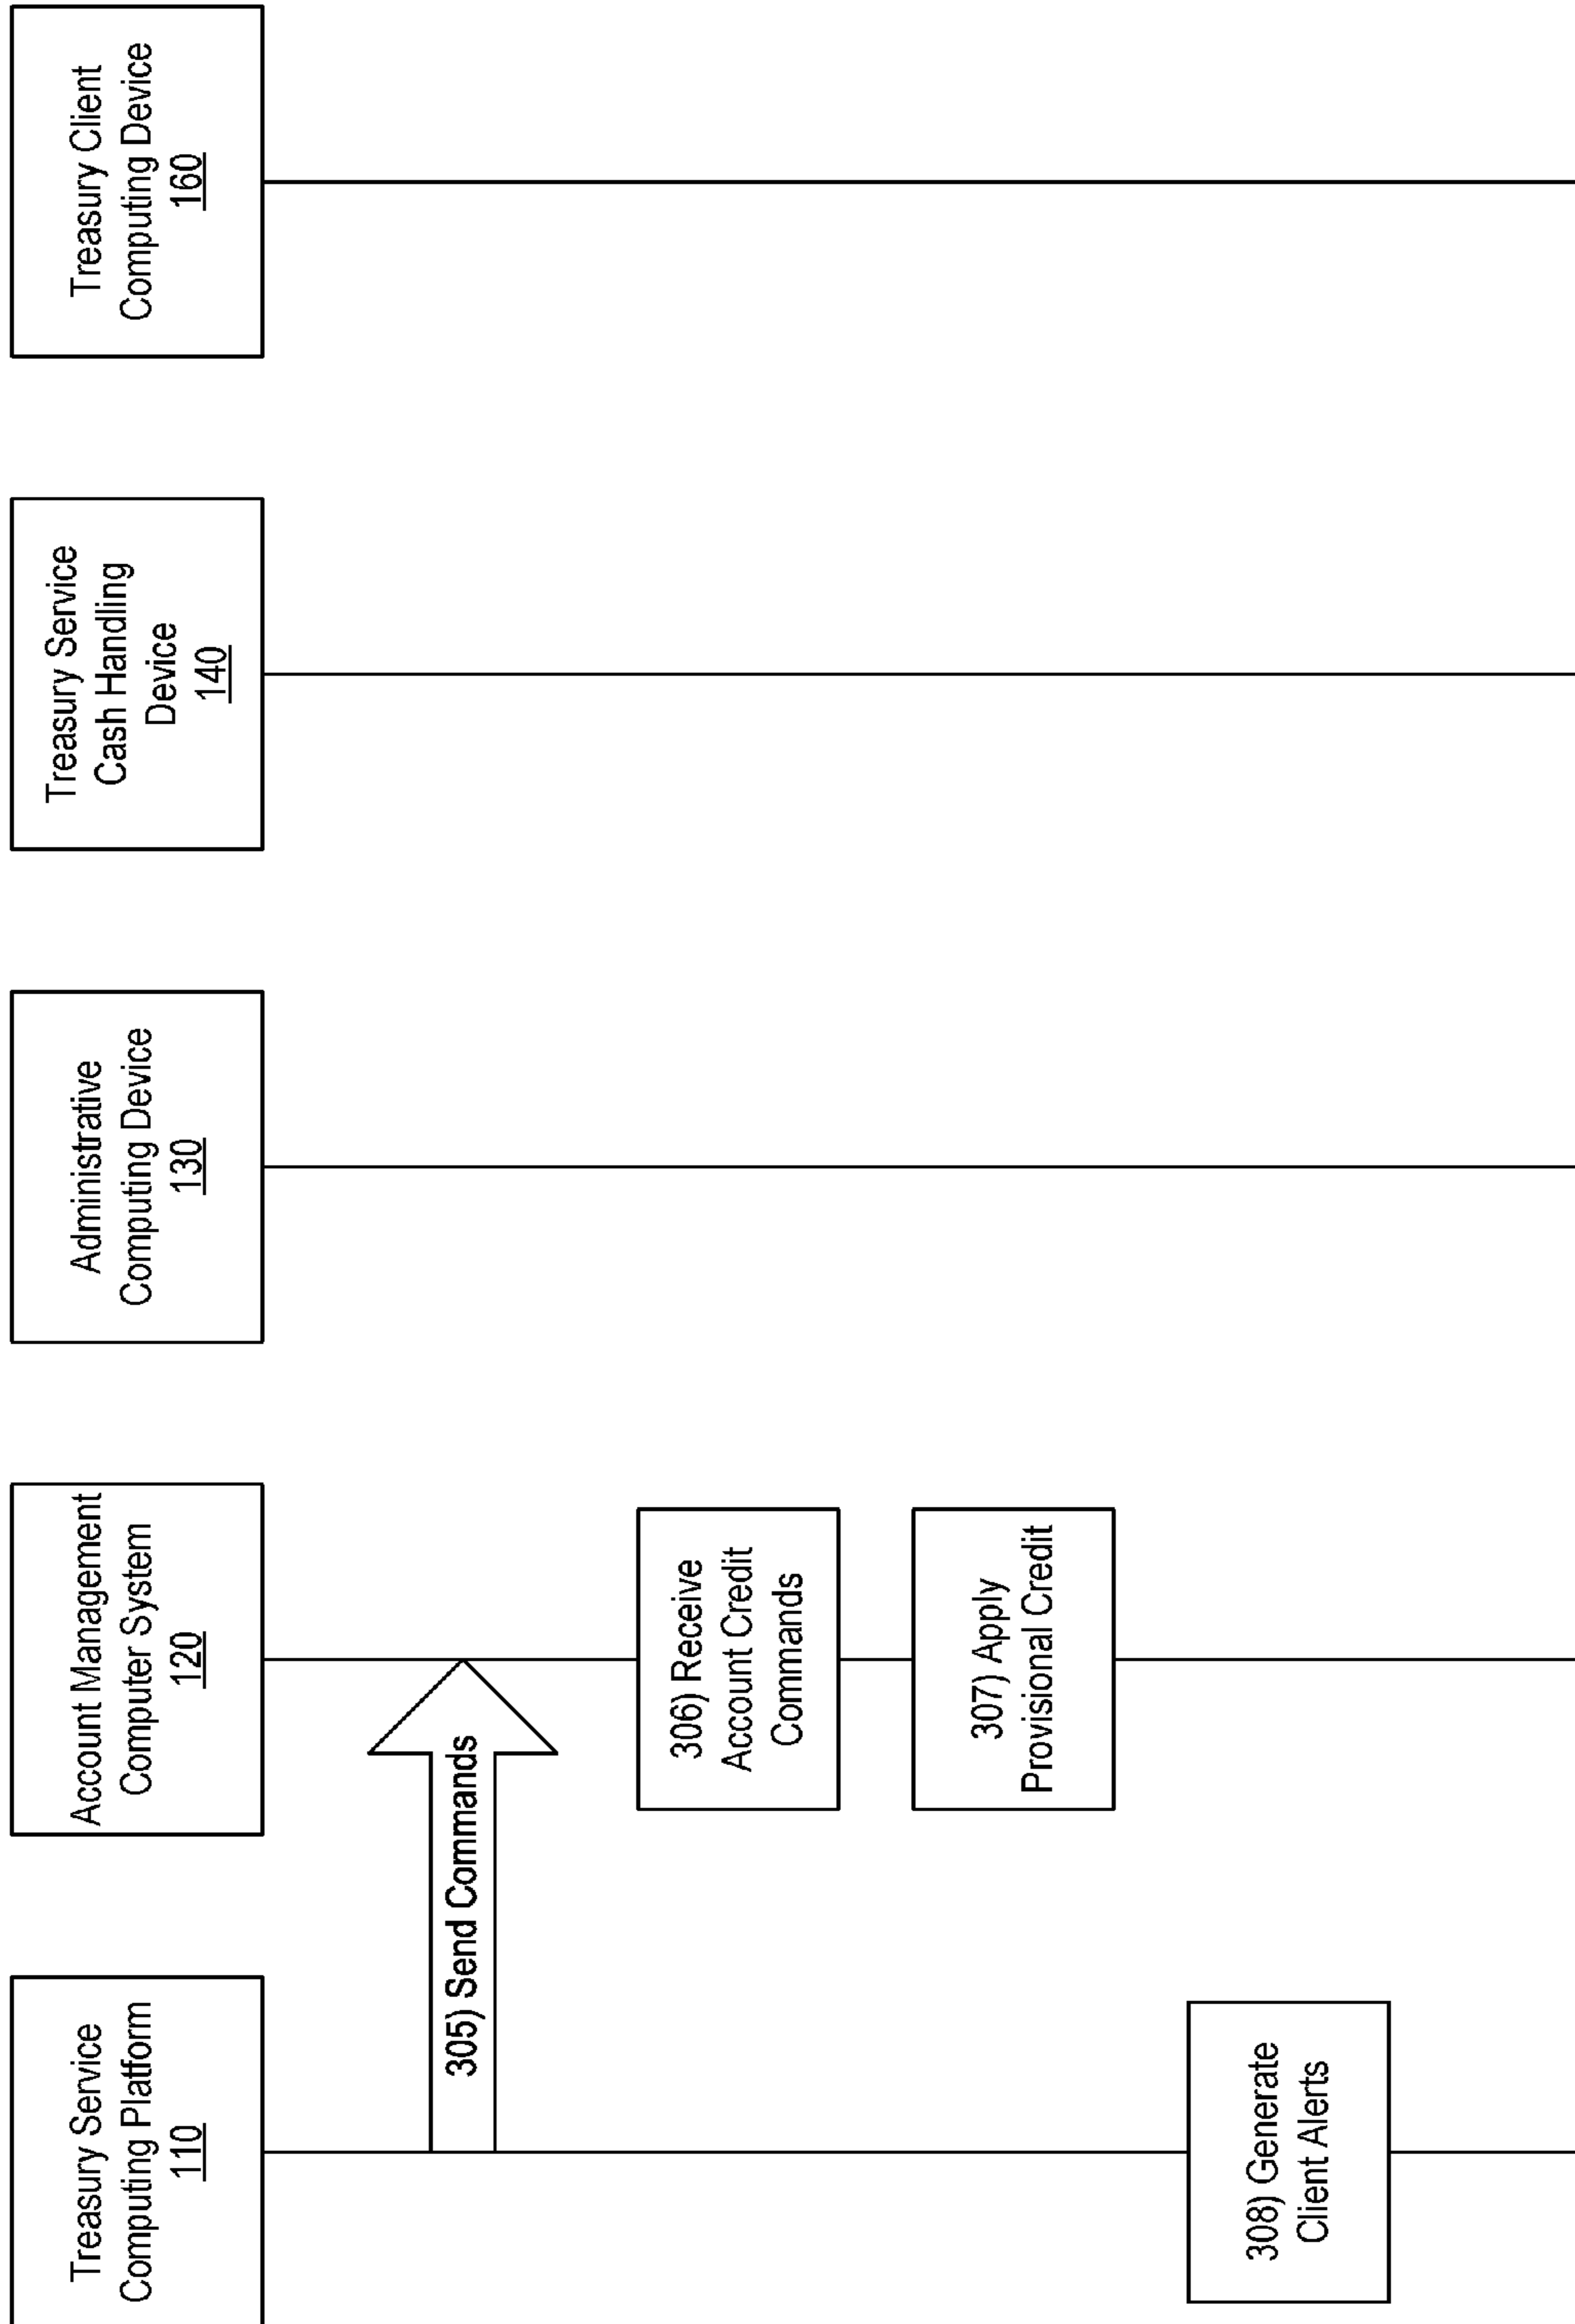 Treasury Service
Computing Platform
110
Account Management
Computer System
120
Administrative
Computing Device
130
Treasury Service
Cash Handling
Device
140
Treasury Client
Computing Device
160
305) Send Commands
306) Receive
Account Credit
Commands
307) Apply
Provisional Credit
308) Generate
Client Alerts